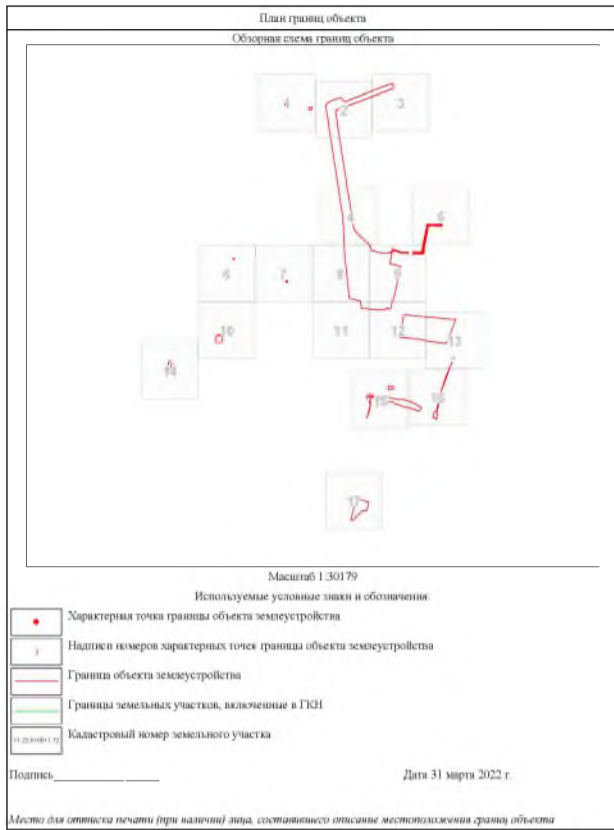 План границ объекта
Обзорная схема границ объекта
4 2 3
4 5
6 7 8 9
10 11 12 13
14 15 16
17
Масштаб 1:30179
Используемые условные знаки и обозначения
Характерная точка границы объекта землеустройства
1 Надписи номеров характерных точек границы объекта землеустройства
Граница объекта землеустройства
Границы земельных участков, включенные в ГКН
Кадастровый номер земельного участка
Подпись Дата 31 марта 2022 г.
Место для оттиска печати (при наличии) лица, составившего описание местоположения границ объекта